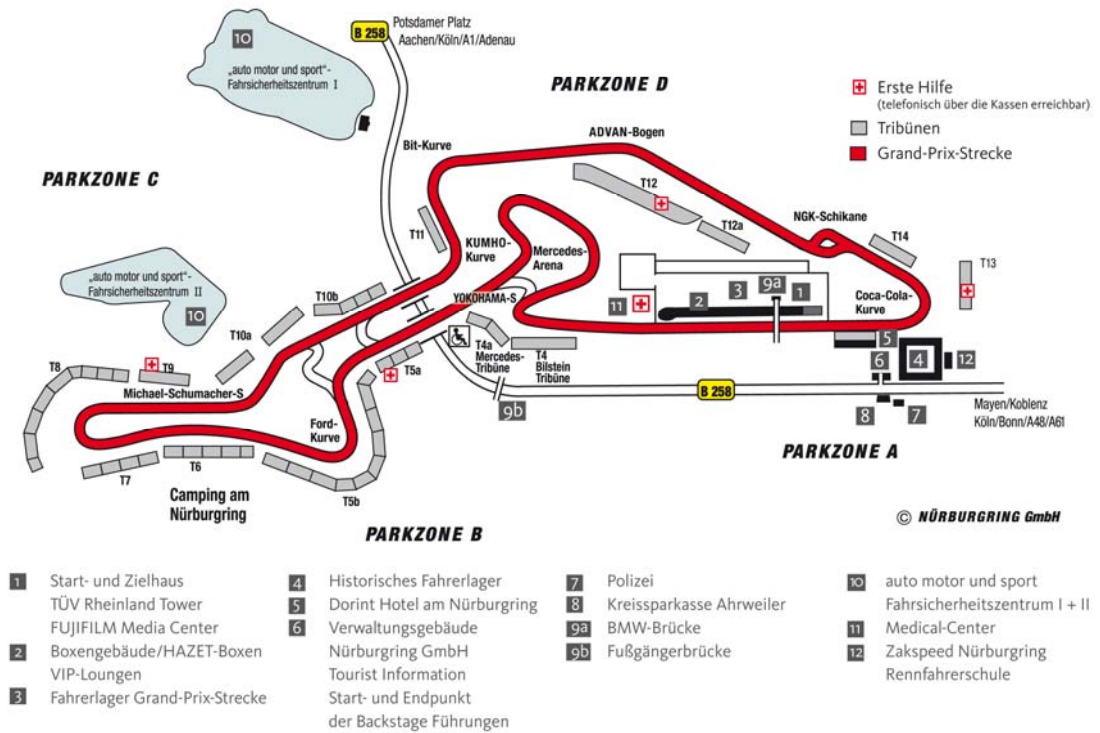 Potsdamer Platz
Aachen/Köln/A1/Adenau
B 258
10
„auto motor und sport“-
Fahrsicherheitszentrum I
PARKZONE D
Erste Hilfe
(telefonisch über die Kassen erreichbar)
Tribünen
Grand-Prix-Strecke
ADVAN-Bogen
Bit-Kurve
PARKZONE C
T12
T12a
NGK-Schikane
T14
T13
T11
KUMHO-
Kurve
Mercedes-
Arena
„auto motor und sport“-
Fahrsicherheitszentrum II
10
T10b
YOKOHAMA-S
11
2
3
9a
1
Coca-Cola-
Kurve
T10a
T4a
Mercedes-
Tribüne
T4
Bilstein
Tribüne
5
6
4
12
T8
T9
T5a
Michael-Schumacher-S
B 258
9b
8
7
Mayen/Koblenz
Köln/Bonn/A48/A61
Ford-
Kurve
PARKZONE A
T7
T6
T5b
Camping am
Nürburgring
PARKZONE B
© NÜRBURGRING GmbH
1 Start- und Zielhaus
TÜV Rheinland Tower
FUJIFILM Media Center
2 Boxengebäude/HAZET-Boxen
VIP-Loungen
3 Fahrerlager Grand-Prix-Strecke
4 Historisches Fahrerlager
5 Dorint Hotel am Nürburgring
6 Verwaltungsgebäude
Nürburgring GmbH
Tourist Information
Start- und Endpunkt
der Backstage Führungen
7 Polizei
8 Kreissparkasse Ahrweiler
9a BMW-Brücke
9b Fußgängerbrücke
10 auto motor und sport
Fahrsicherheitszentrum I + II
11 Medical-Center
12 Zakspeed Nürburgring
Rennfahrerschule